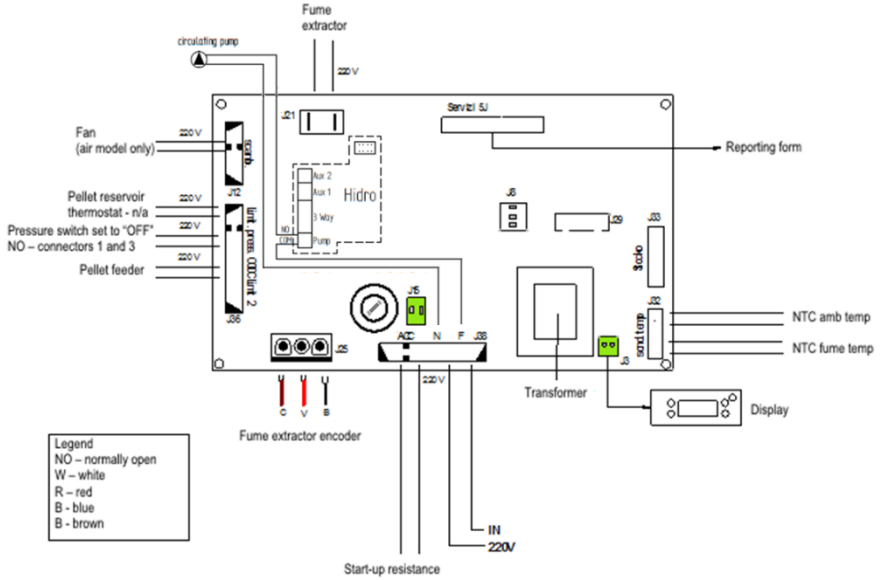 Fume
extractor
circulating pump
220V
J21
Servizi 5J
Fan
(air model only)
220V
scamb
J12
Reporting form
Aux 2
Aux 1
Hidro
3 Way
NO
COM
Pump
Pellet reservoir
thermostat - n/a
220V
Pressure switch set to “OFF”
NO – connectors 1 and 3
220V
Pellet feeder
220V
J36
J29
J33
J15
ACC
N
F
J38
J32
NTC amb temp
NTC fume temp
J25
220V
J3
Transformer
Display
C
V
B
Fume extractor encoder
Legend
NO – normally open
W – white
R – red
B - blue
B - brown
IN
220V
Start-up resistance